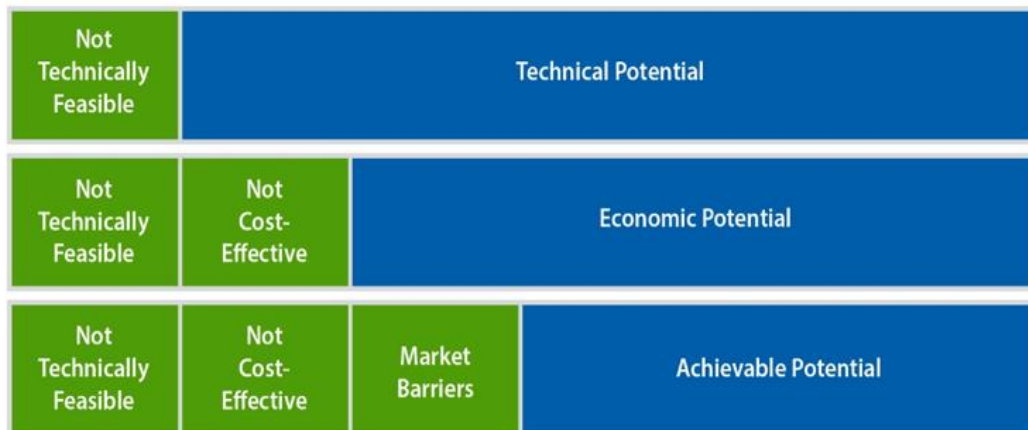 Not
Technically
Feasible
Technical Potential
Not
Technically
Feasible
Not
Cost-
Effective
Economic Potential
Not
Technically
Feasible
Not
Cost-
Effective
Market
Barriers
Achievable Potential